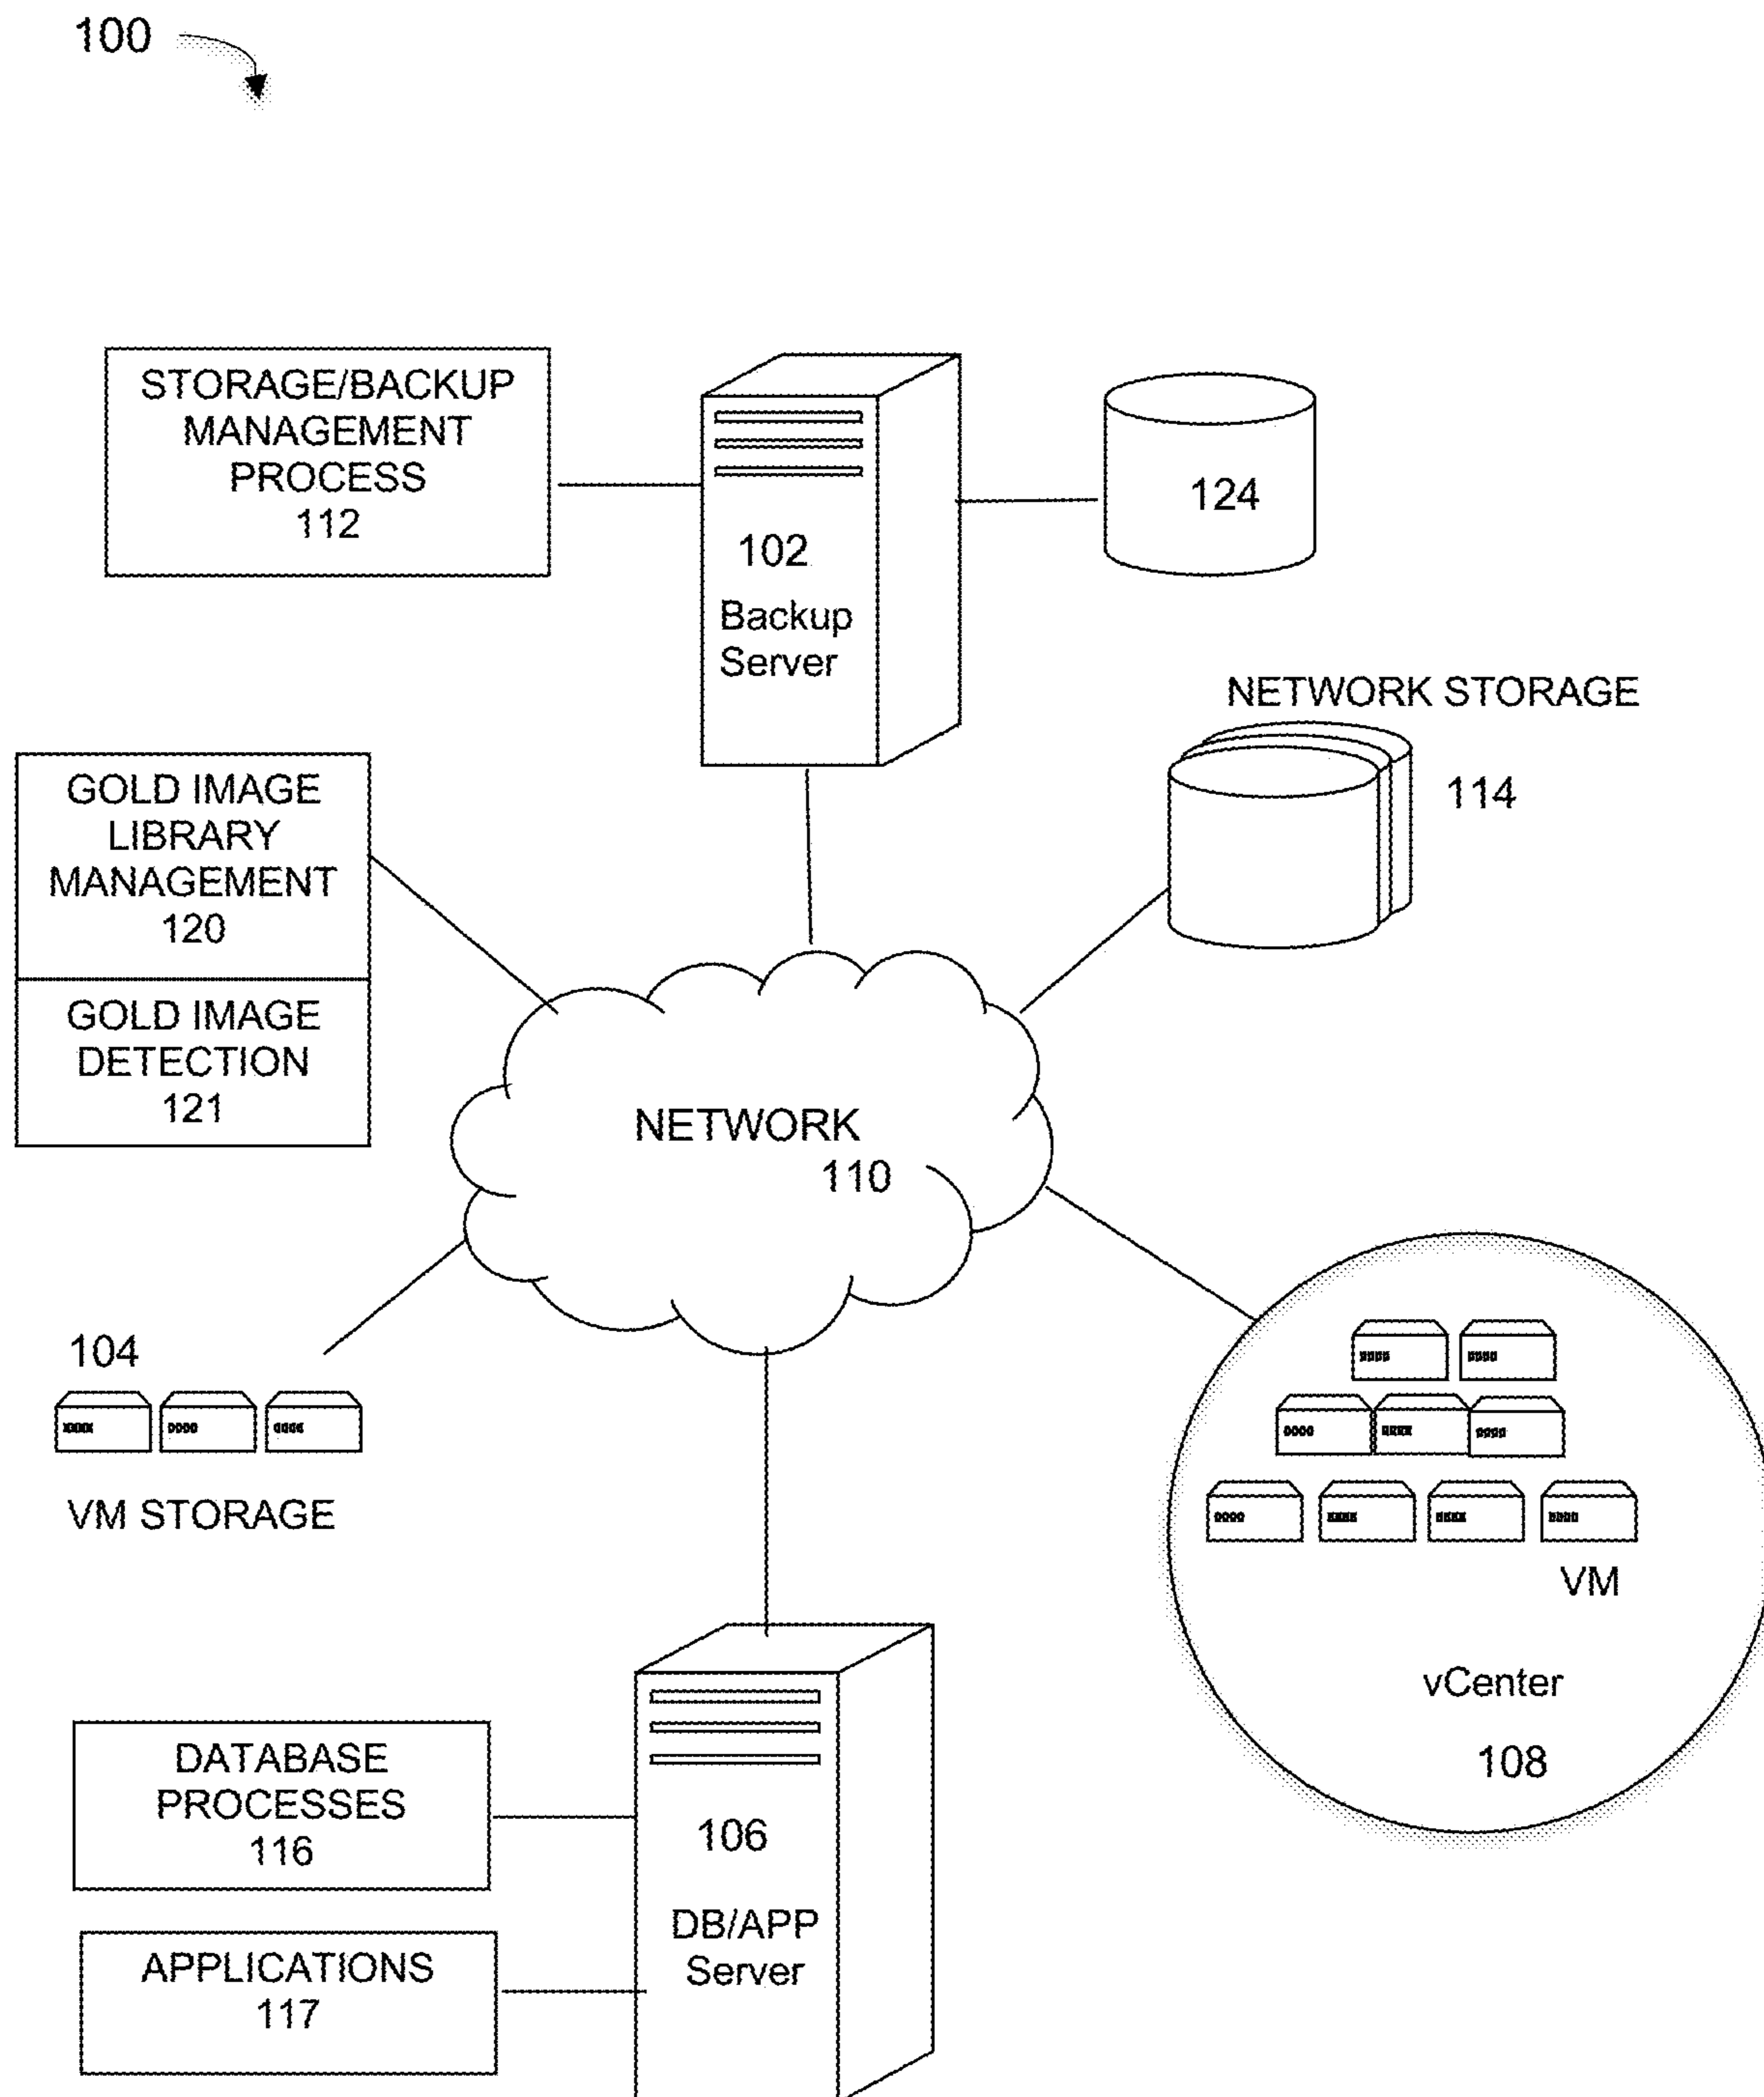 100
STORAGE/BACKUP
MANAGEMENT
PROCESS
112
102
Backup
Server
124
NETWORK STORAGE
114
GOLD IMAGE
LIBRARY
MANAGEMENT
120
GOLD IMAGE
DETECTION
121
NETWORK
110
104
VM STORAGE
VM
vCenter
108
DATABASE
PROCESSES
116
106
DB/APP
Server
APPLICATIONS
117